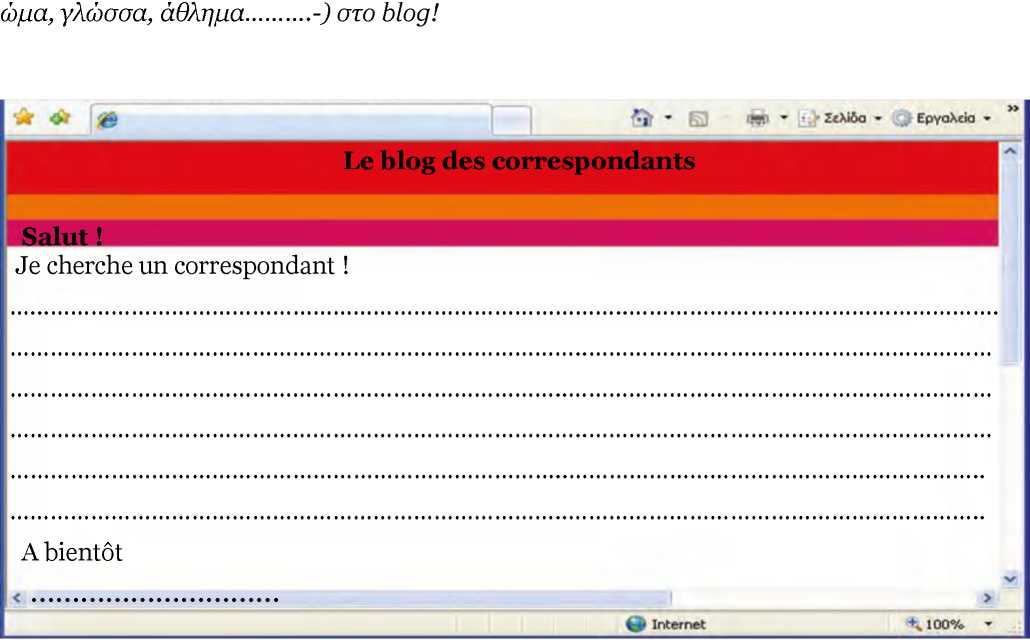 ώμα, γλώσσα, άθλημα..........-) στο blog!
Σελίδα Εργαλεία »
Le blog des correspondants
Salut !
Je cherche un correspondant !
A bientôt
..............................
Internet 100%